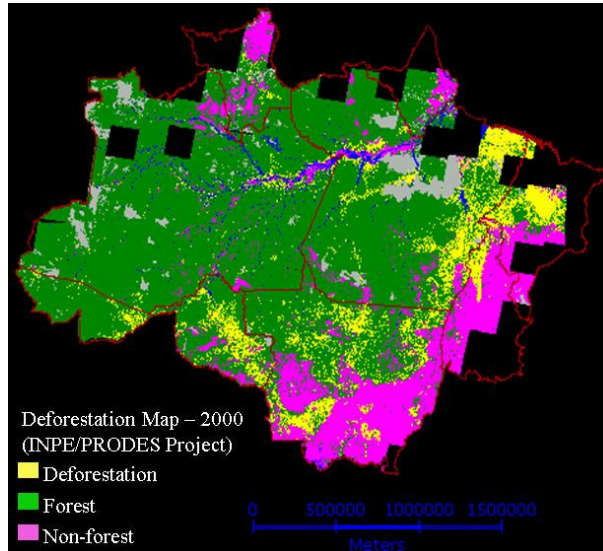 Deforestation Map – 2000
(INPE/PRODES Project)
Deforestation
Forest
Non-forest
0 500000 1000000 1500000
Meters